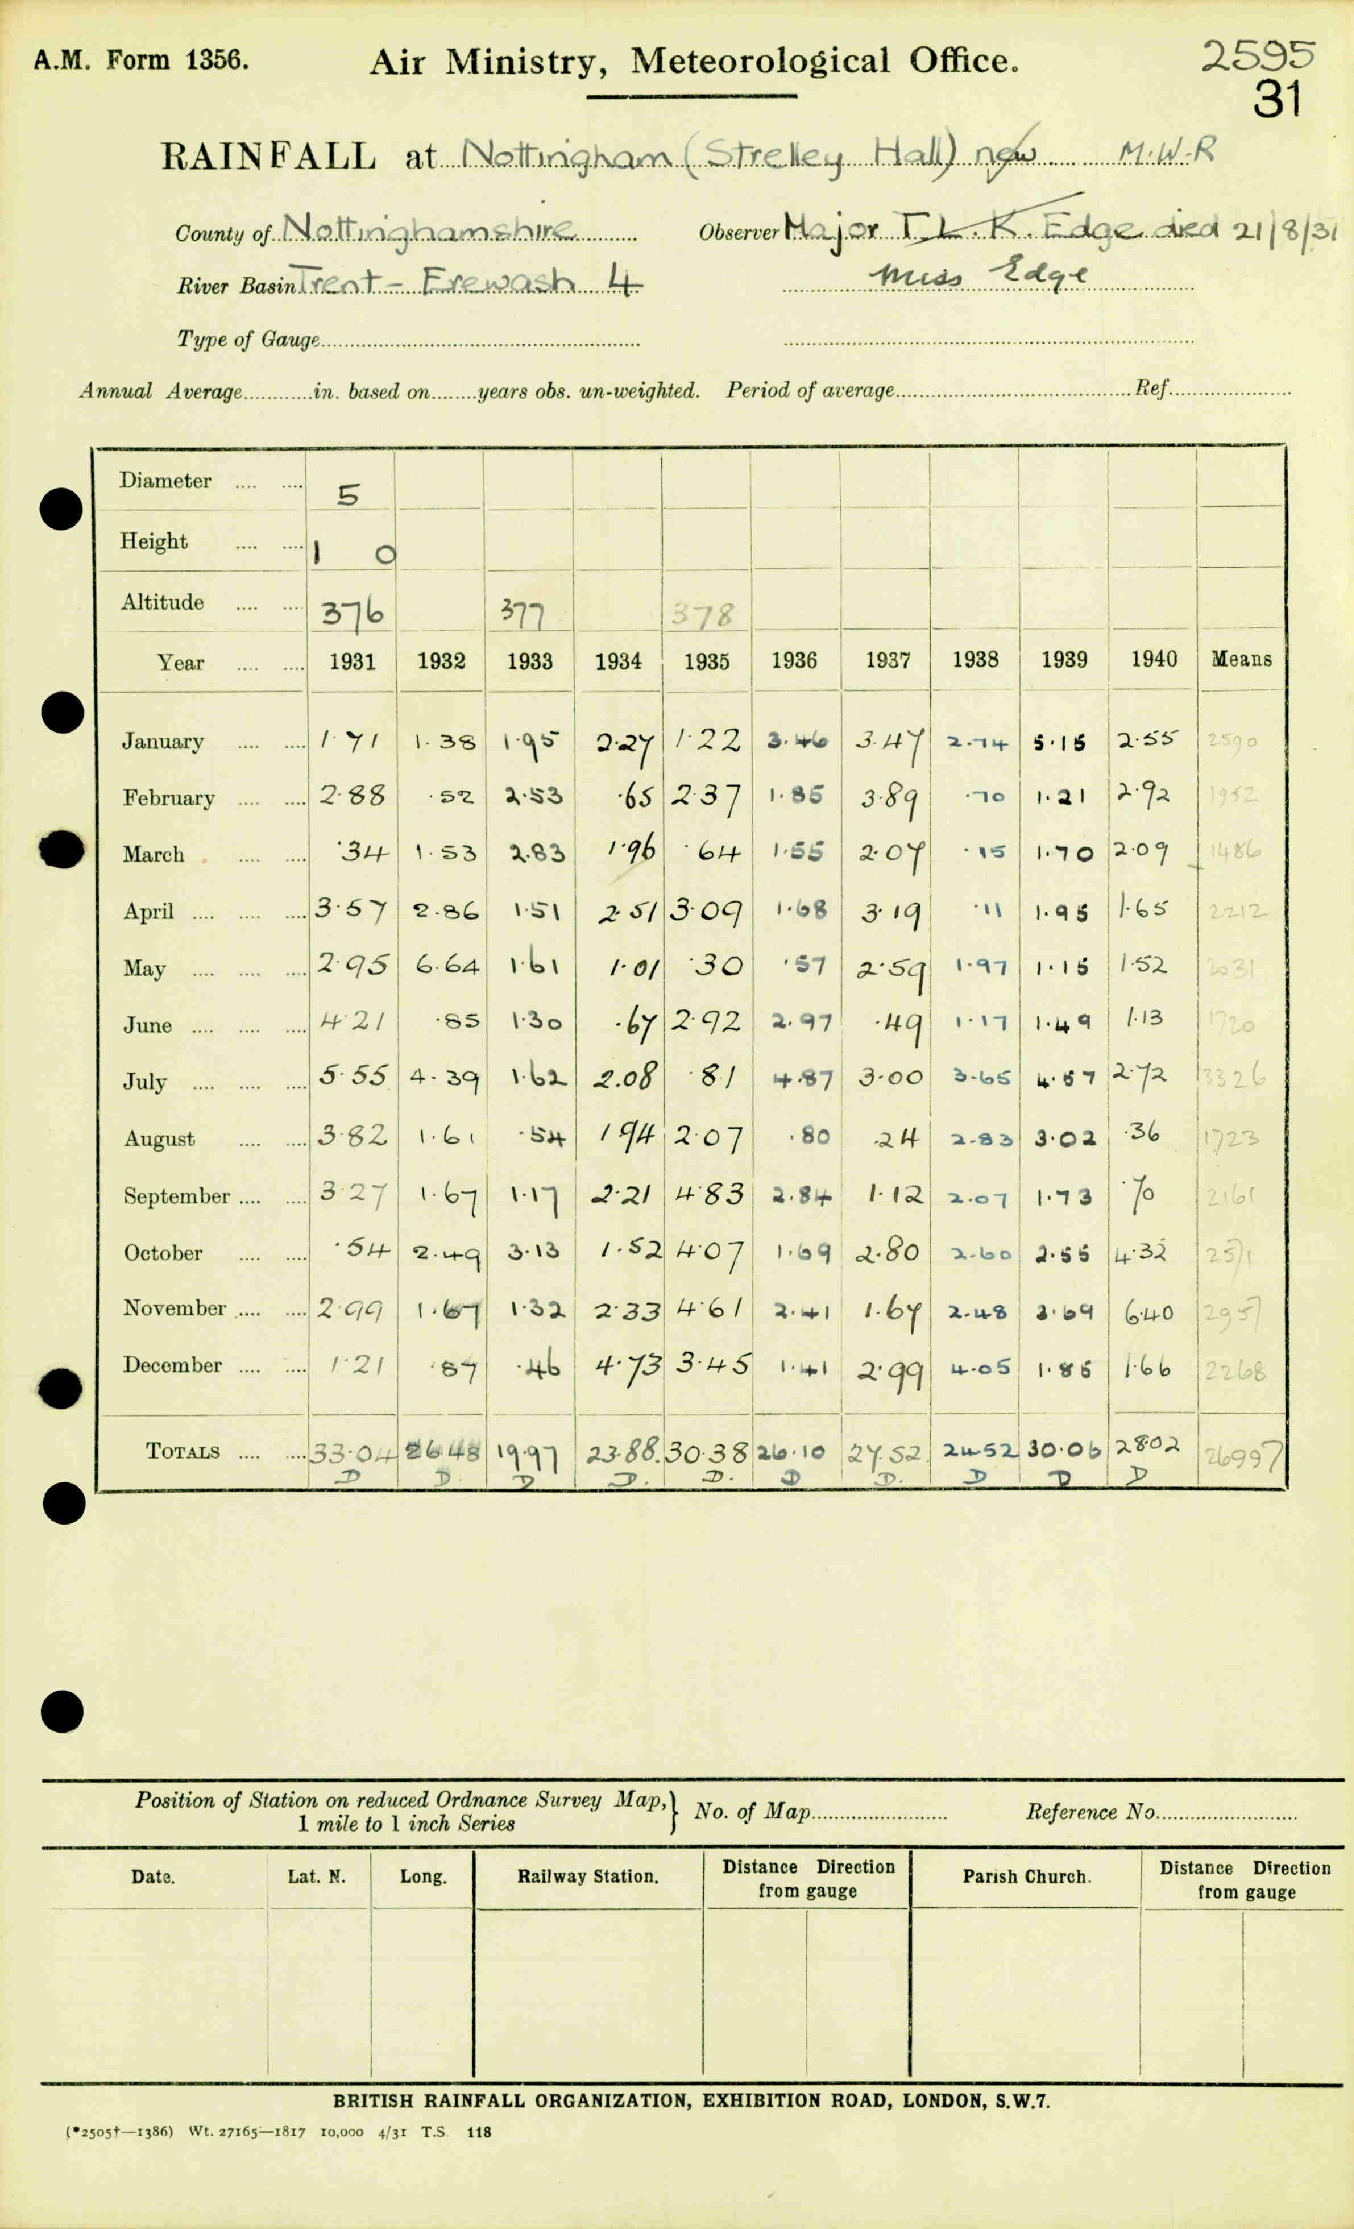 A.M. Form 1356. Air Ministry, Meteorological Office. 2595
31
RAINFALL at Nottingham (Strelley Hall) new M.W.R
County of Nottinghamshire Observer Major T.L.K. Edge died 21/8/31
River Basin Trent - Erewash 4 Miss Edge
Type of Gauge
Annual Average in. based on years obs. un-weighted. Period of average Ref.
Diameter 5
Height 1 0
Altitude 376 377 378
Year 1931 1932 1933 1934 1935 1936 1937 1938 1939 1940 Means
January 1.71 1.38 1.95 2.27 1.22 3.46 3.47 2.74 5.15 2.55 2590
February 2.88 .52 2.53 .65 2.37 1.85 3.89 .70 1.21 2.92 1952
March .34 1.53 2.83 1.96 .64 1.55 2.07 .15 1.70 2.09 1486
April 3.57 2.86 1.51 2.51 3.09 1.68 3.19 .11 1.95 1.65 2212
May 2.95 6.64 1.61 1.01 .30 .57 2.59 1.97 1.15 1.52 2031
June 4.21 .85 1.30 .67 2.92 2.97 .49 1.17 1.49 1.13 1720
July 5.55 4.39 1.62 2.08 .81 4.87 3.00 3.65 4.57 2.72 3326
August 3.82 1.61 .54 1.94 2.07 .80 .24 2.83 3.02 .36 1723
September 3.27 1.67 1.17 2.21 4.83 2.84 1.12 2.07 1.73 .70 2161
October .54 2.49 3.13 1.52 4.07 1.69 2.80 2.60 2.55 4.32 2571
November 2.99 1.67 1.32 2.33 4.61 2.41 1.67 2.48 3.69 6.40 2957
December 1.21 .87 .46 4.73 3.45 1.41 2.99 4.05 1.85 1.66 2268
TOTALS 33.04 26.48 19.97 23.88 30.38 26.10 27.52 24.52 30.06 28.02 26997
D D. D D. D. D D. D D D
Position of Station on reduced Ordnance Survey Map, } No. of Map Reference No.
1 mile to 1 inch Series
Date. Lat. N. Long. Railway Station. Distance Direction from gauge Parish Church. Distance Direction from gauge
BRITISH RAINFALL ORGANIZATION, EXHIBITION ROAD, LONDON, S.W.7.
(*2505†—1386) Wt. 27165—1817 10,000 4/31 T.S. 118